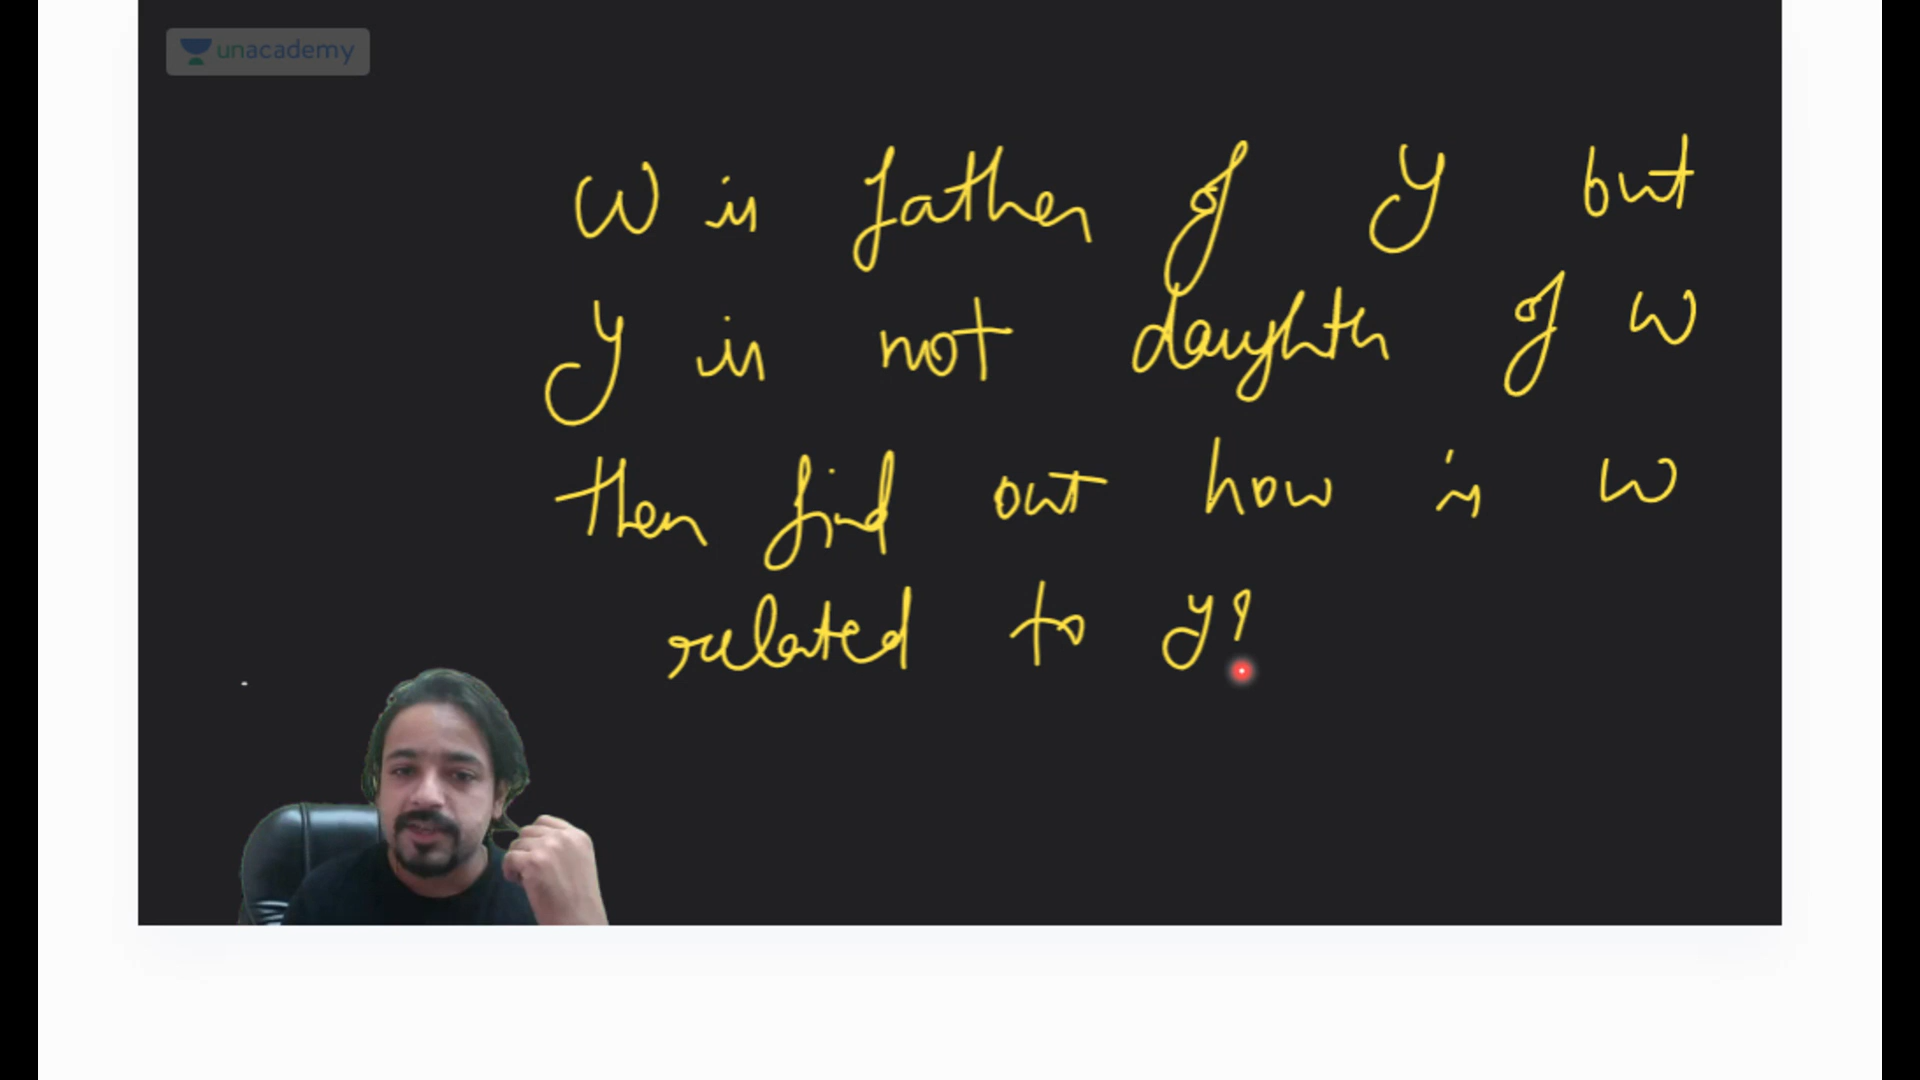 unacademy
W is father of Y but
Y is not daughter of W
then find out how is W
related to Y?